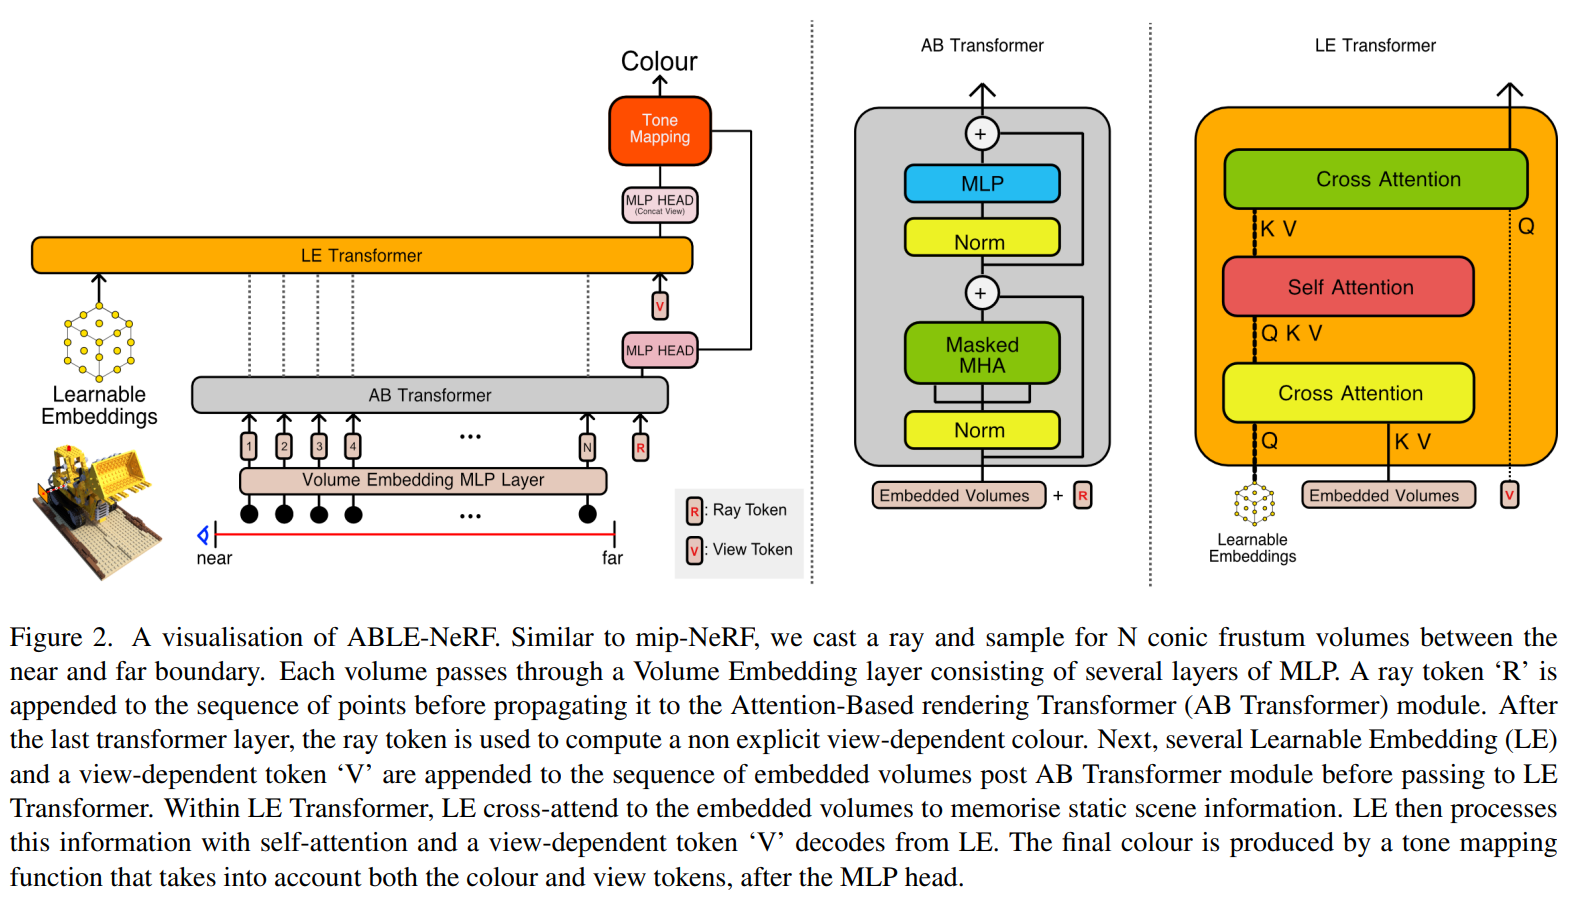 Colour
Tone
Mapping
MLP HEAD
(Concat View)
LE Transformer
V
MLP HEAD
Learnable
Embeddings
AB Transformer
1 2 3 4 ... N R
Volume Embedding MLP Layer
...
near far
R : Ray Token
V : View Token
AB Transformer
+
MLP
Norm
+
Masked
MHA
Norm
Embedded Volumes + R
LE Transformer
Cross Attention
K V Q
Self Attention
Q K V
Cross Attention
Q K V
Embedded Volumes V
Learnable
Embeddings
Figure 2. A visualisation of ABLE-NeRF. Similar to mip-NeRF, we cast a ray and sample for N conic frustum volumes between the
near and far boundary. Each volume passes through a Volume Embedding layer consisting of several layers of MLP. A ray token ‘R’ is
appended to the sequence of points before propagating it to the Attention-Based rendering Transformer (AB Transformer) module. After
the last transformer layer, the ray token is used to compute a non explicit view-dependent colour. Next, several Learnable Embedding (LE)
and a view-dependent token ‘V’ are appended to the sequence of embedded volumes post AB Transformer module before passing to LE
Transformer. Within LE Transformer, LE cross-attend to the embedded volumes to memorise static scene information. LE then processes
this information with self-attention and a view-dependent token ‘V’ decodes from LE. The final colour is produced by a tone mapping
function that takes into account both the colour and view tokens, after the MLP head.